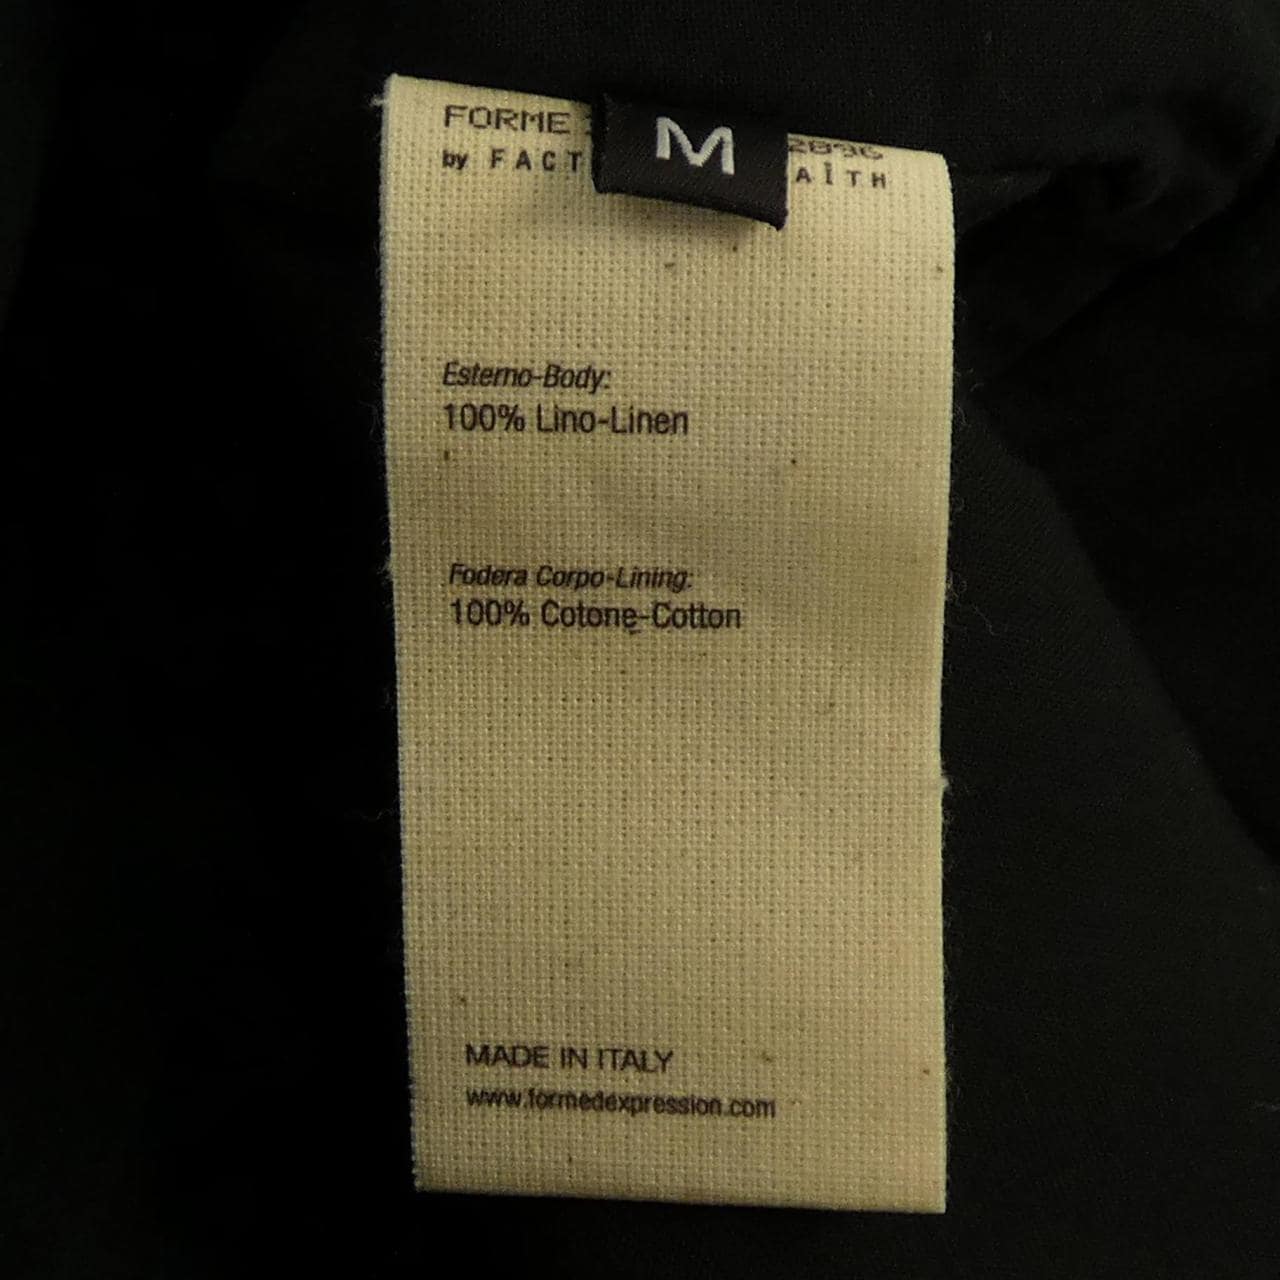 FORME
M
by FACT
AÎTH
Esterno-Body:
100% Lino-Linen
Fodera Corpo-Lining:
100% Cotone-Cotton
MADE IN ITALY
www.formedexpression.com